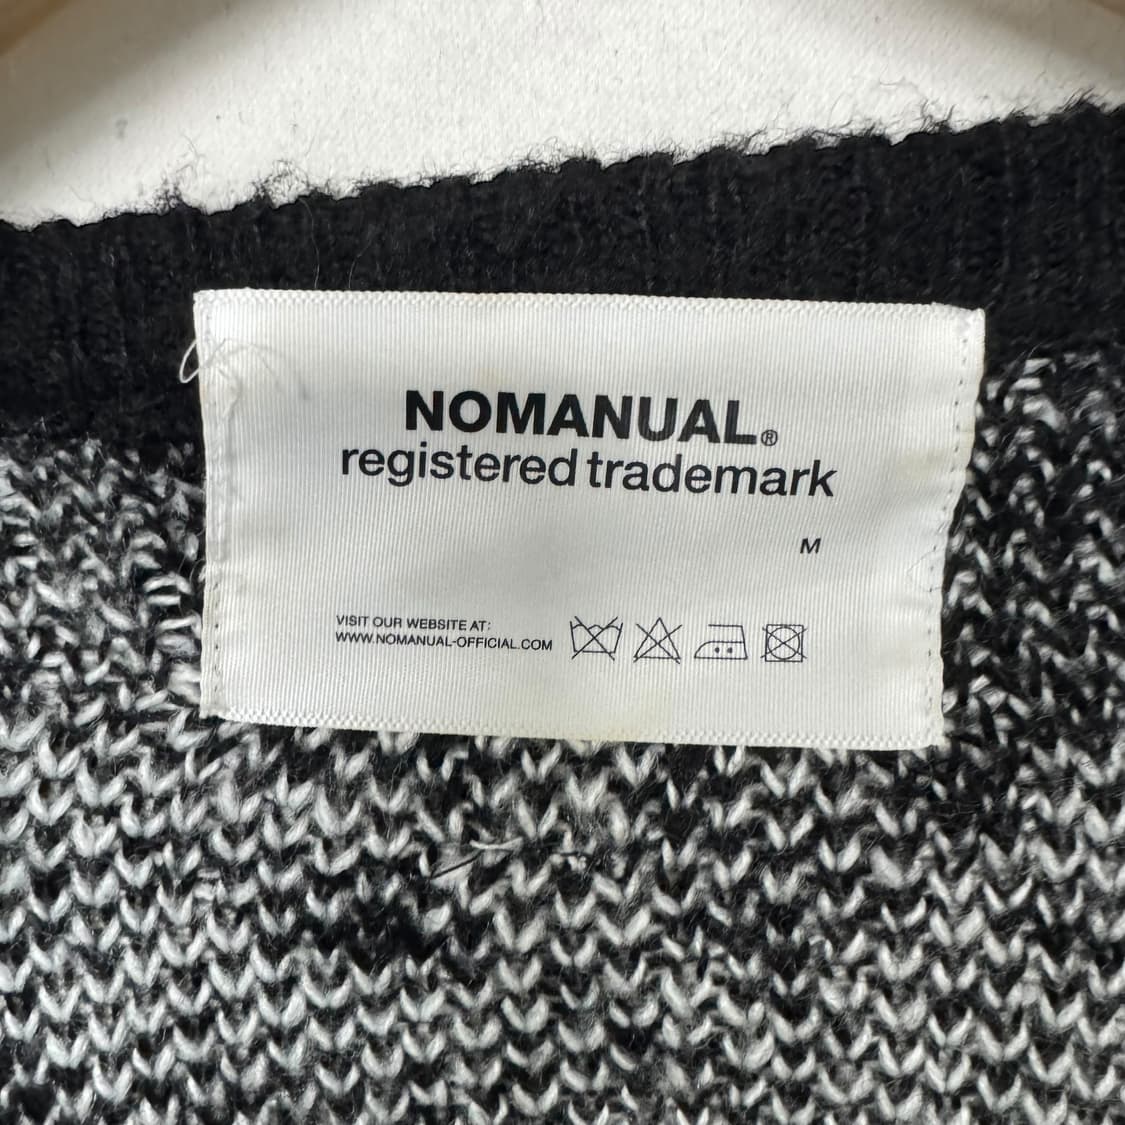 NOMANUAL®
registered trademark
M
VISIT OUR WEBSITE AT:
WWW.NOMANUAL-OFFICIAL.COM